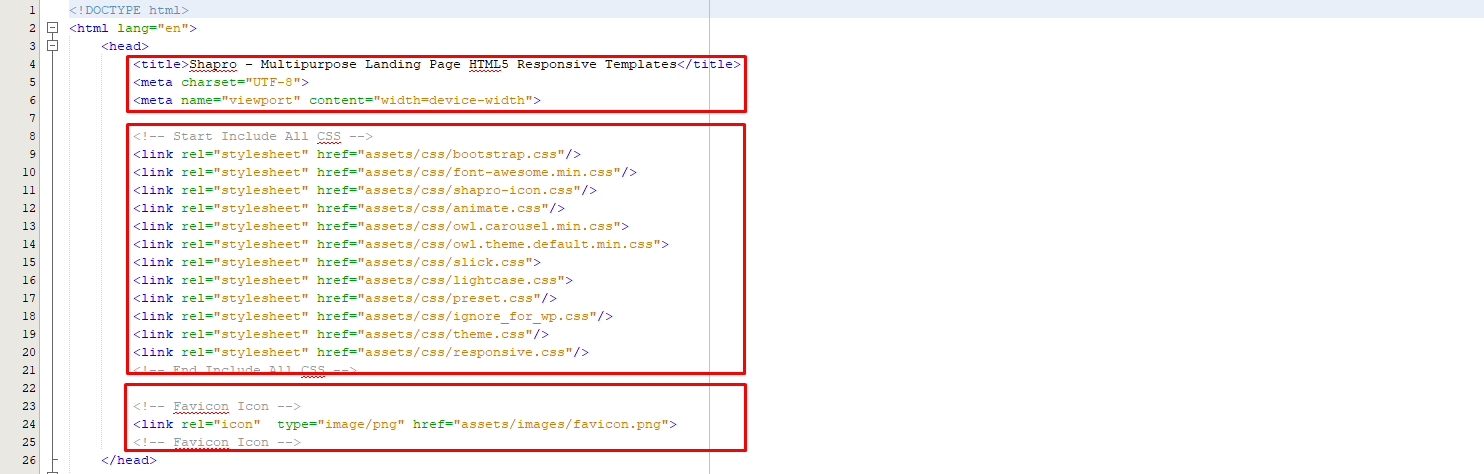 1 <!DOCTYPE html>
2 <html lang="en">
3 <head>
4 <title>Shapro - Multipurpose Landing Page HTML5 Responsive Templates</title>
5 <meta charset="UTF-8">
6 <meta name="viewport" content="width=device-width">
7
8 <!-- Start Include All CSS -->
9 <link rel="stylesheet" href="assets/css/bootstrap.css"/>
10 <link rel="stylesheet" href="assets/css/font-awesome.min.css"/>
11 <link rel="stylesheet" href="assets/css/shapro-icon.css"/>
12 <link rel="stylesheet" href="assets/css/animate.css"/>
13 <link rel="stylesheet" href="assets/css/owl.carousel.min.css">
14 <link rel="stylesheet" href="assets/css/owl.theme.default.min.css">
15 <link rel="stylesheet" href="assets/css/slick.css">
16 <link rel="stylesheet" href="assets/css/lightcase.css">
17 <link rel="stylesheet" href="assets/css/preset.css"/>
18 <link rel="stylesheet" href="assets/css/ignore_for_wp.css"/>
19 <link rel="stylesheet" href="assets/css/theme.css"/>
20 <link rel="stylesheet" href="assets/css/responsive.css"/>
21 <!-- End Include All CSS -->
22
23 <!-- Favicon Icon -->
24 <link rel="icon"  type="image/png" href="assets/images/favicon.png">
25 <!-- Favicon Icon -->
26 </head>